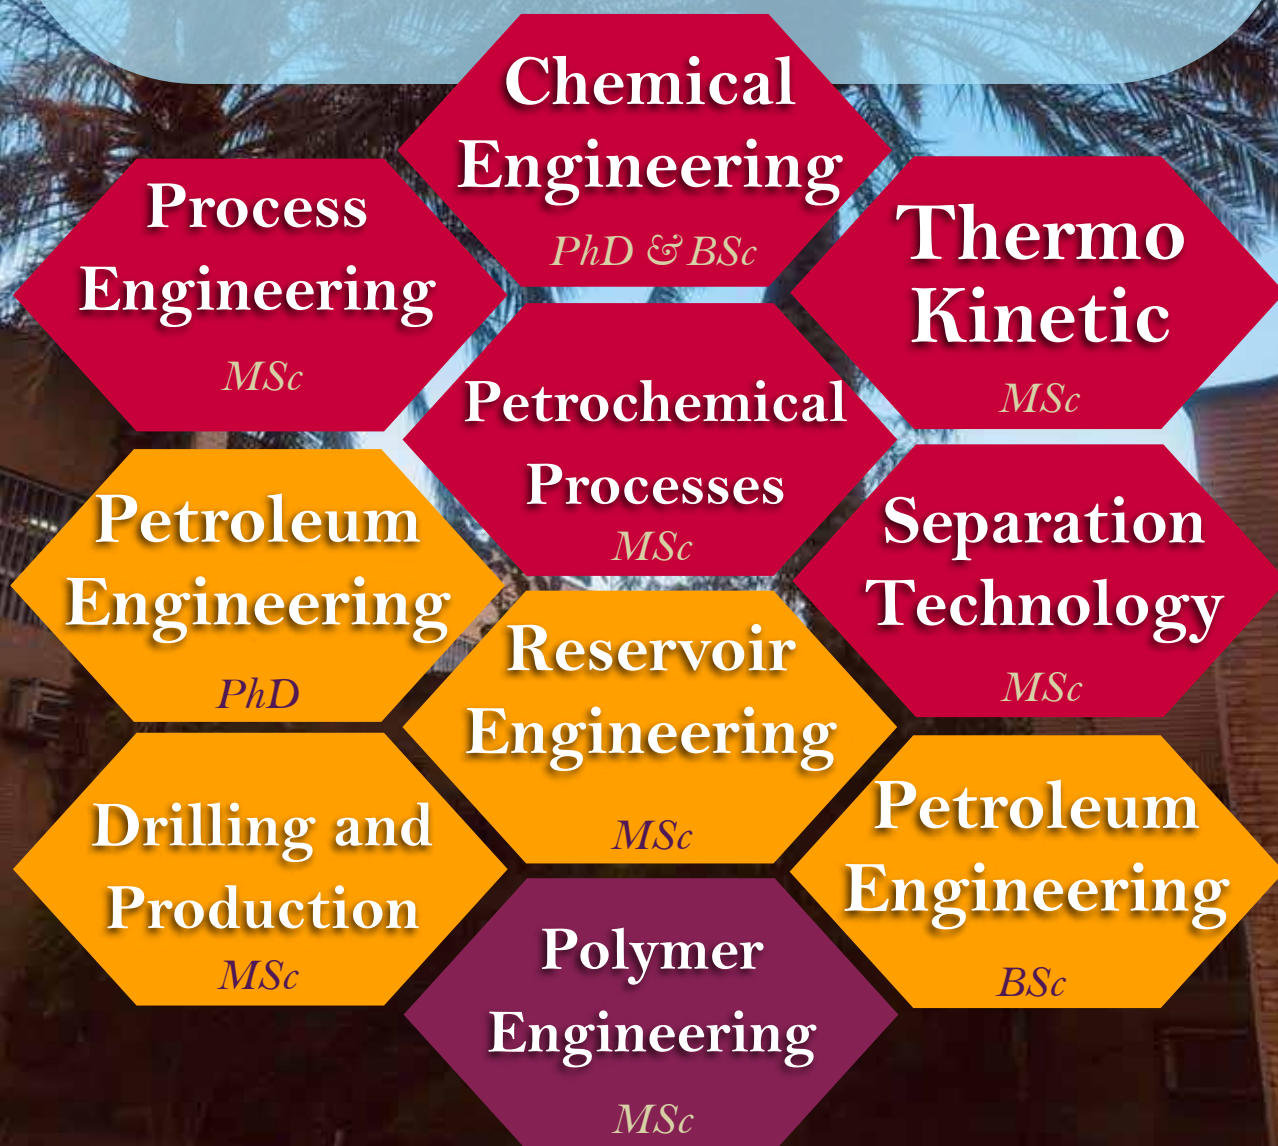 Chemical
Engineering
PhD & BSc
Process
Engineering
MSc
Thermo
Kinetic
MSc
Petrochemical
Processes
MSc
Petroleum
Engineering
PhD
Separation
Technology
MSc
Reservoir
Engineering
MSc
Drilling and
Production
MSc
Petroleum
Engineering
BSc
Polymer
Engineering
MSc